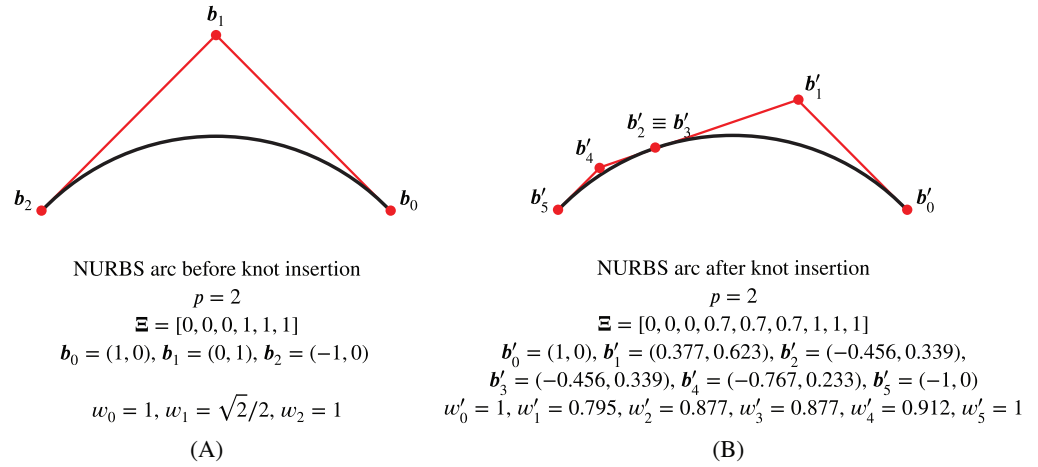 b₁
b₂
b₀
NURBS arc before knot insertion
p = 2
Ξ = [0, 0, 0, 1, 1, 1]
b₀ = (1, 0), b₁ = (0, 1), b₂ = (−1, 0)
w₀ = 1, w₁ = √2/2, w₂ = 1
(A)
b′₁
b′₂ ≡ b′₃
b′₄
b′₅
b′₀
NURBS arc after knot insertion
p = 2
Ξ = [0, 0, 0, 0.7, 0.7, 0.7, 1, 1, 1]
b′₀ = (1, 0), b′₁ = (0.377, 0.623), b′₂ = (−0.456, 0.339),
b′₃ = (−0.456, 0.339), b′₄ = (−0.767, 0.233), b′₅ = (−1, 0)
w′₀ = 1, w′₁ = 0.795, w′₂ = 0.877, w′₃ = 0.877, w′₄ = 0.912, w′₅ = 1
(B)